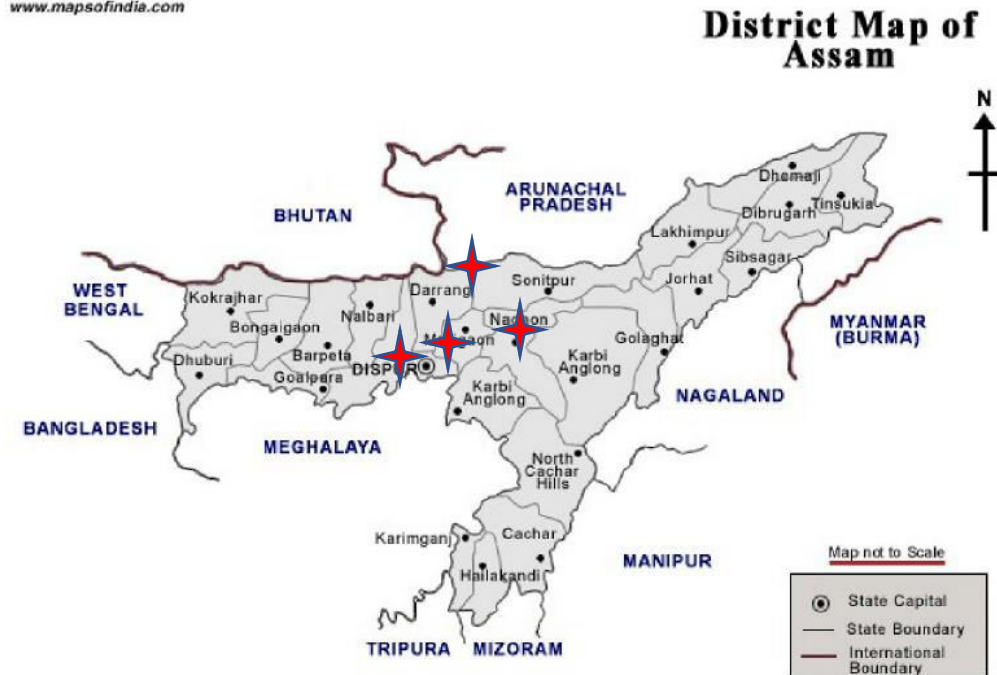 www.mapsofindia.com
District Map of
Assam
N
BHUTAN
ARUNACHAL
PRADESH
Dhemaji
Dibrugarh
Tinsukia
Lakhimpur
Sibsagar
Jorhat
Sonitpur
WEST
BENGAL
Kokrajhar
Darrang
Nalbari
Nagaon
Bongaigaon
Golaghat
MYANMAR
(BURMA)
Dhuburi
Barpeta
DISPUR
Karbi
Anglong
Goalpara
Karbi
Anglong
NAGALAND
BANGLADESH
MEGHALAYA
North
Cachar
Hills
Karimganj
Cachar
Hailakandi
MANIPUR
TRIPURA
MIZORAM
Map not to Scale
State Capital
State Boundary
International
Boundary